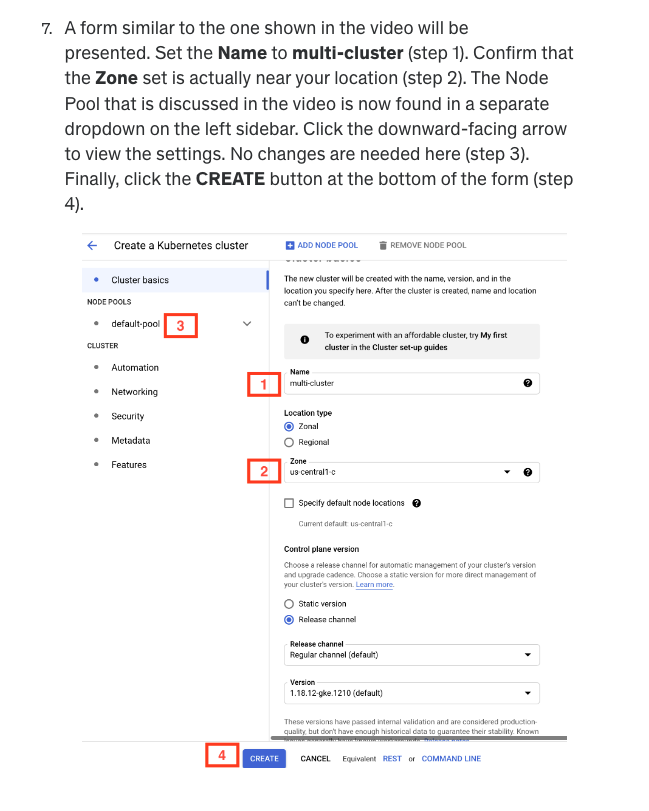 7. A form similar to the one shown in the video will be
presented. Set the Name to multi-cluster (step 1). Confirm that
the Zone set is actually near your location (step 2). The Node
Pool that is discussed in the video is now found in a separate
dropdown on the left sidebar. Click the downward-facing arrow
to view the settings. No changes are needed here (step 3).
Finally, click the CREATE button at the bottom of the form (step
4).
Create a Kubernetes cluster
ADD NODE POOL
REMOVE NODE POOL
Cluster basics
NODE POOLS
default-pool
3
CLUSTER
Automation
Networking
Security
Metadata
Features
Cluster basics
The new cluster will be created with the name, version, and in the
location you specify here. After the cluster is created, name and location
can't be changed.
To experiment with an affordable cluster, try My first
cluster in the Cluster set-up guides
Name
1
multi-cluster
Location type
Zonal
Regional
Zone
2
us-central1-c
Specify default node locations
Current default: us-central1-c
Control plane version
Choose a release channel for automatic management of your cluster's version
and upgrade cadence. Choose a static version for more direct management of
your cluster's version. Learn more.
Static version
Release channel
Release channel
Regular channel (default)
Version
1.18.12-gke.1210 (default)
These versions have passed internal validation and are considered production-
quality, but don't have enough historical data to guarantee their stability. Known
4
CREATE
CANCEL
Equivalent REST or COMMAND LINE